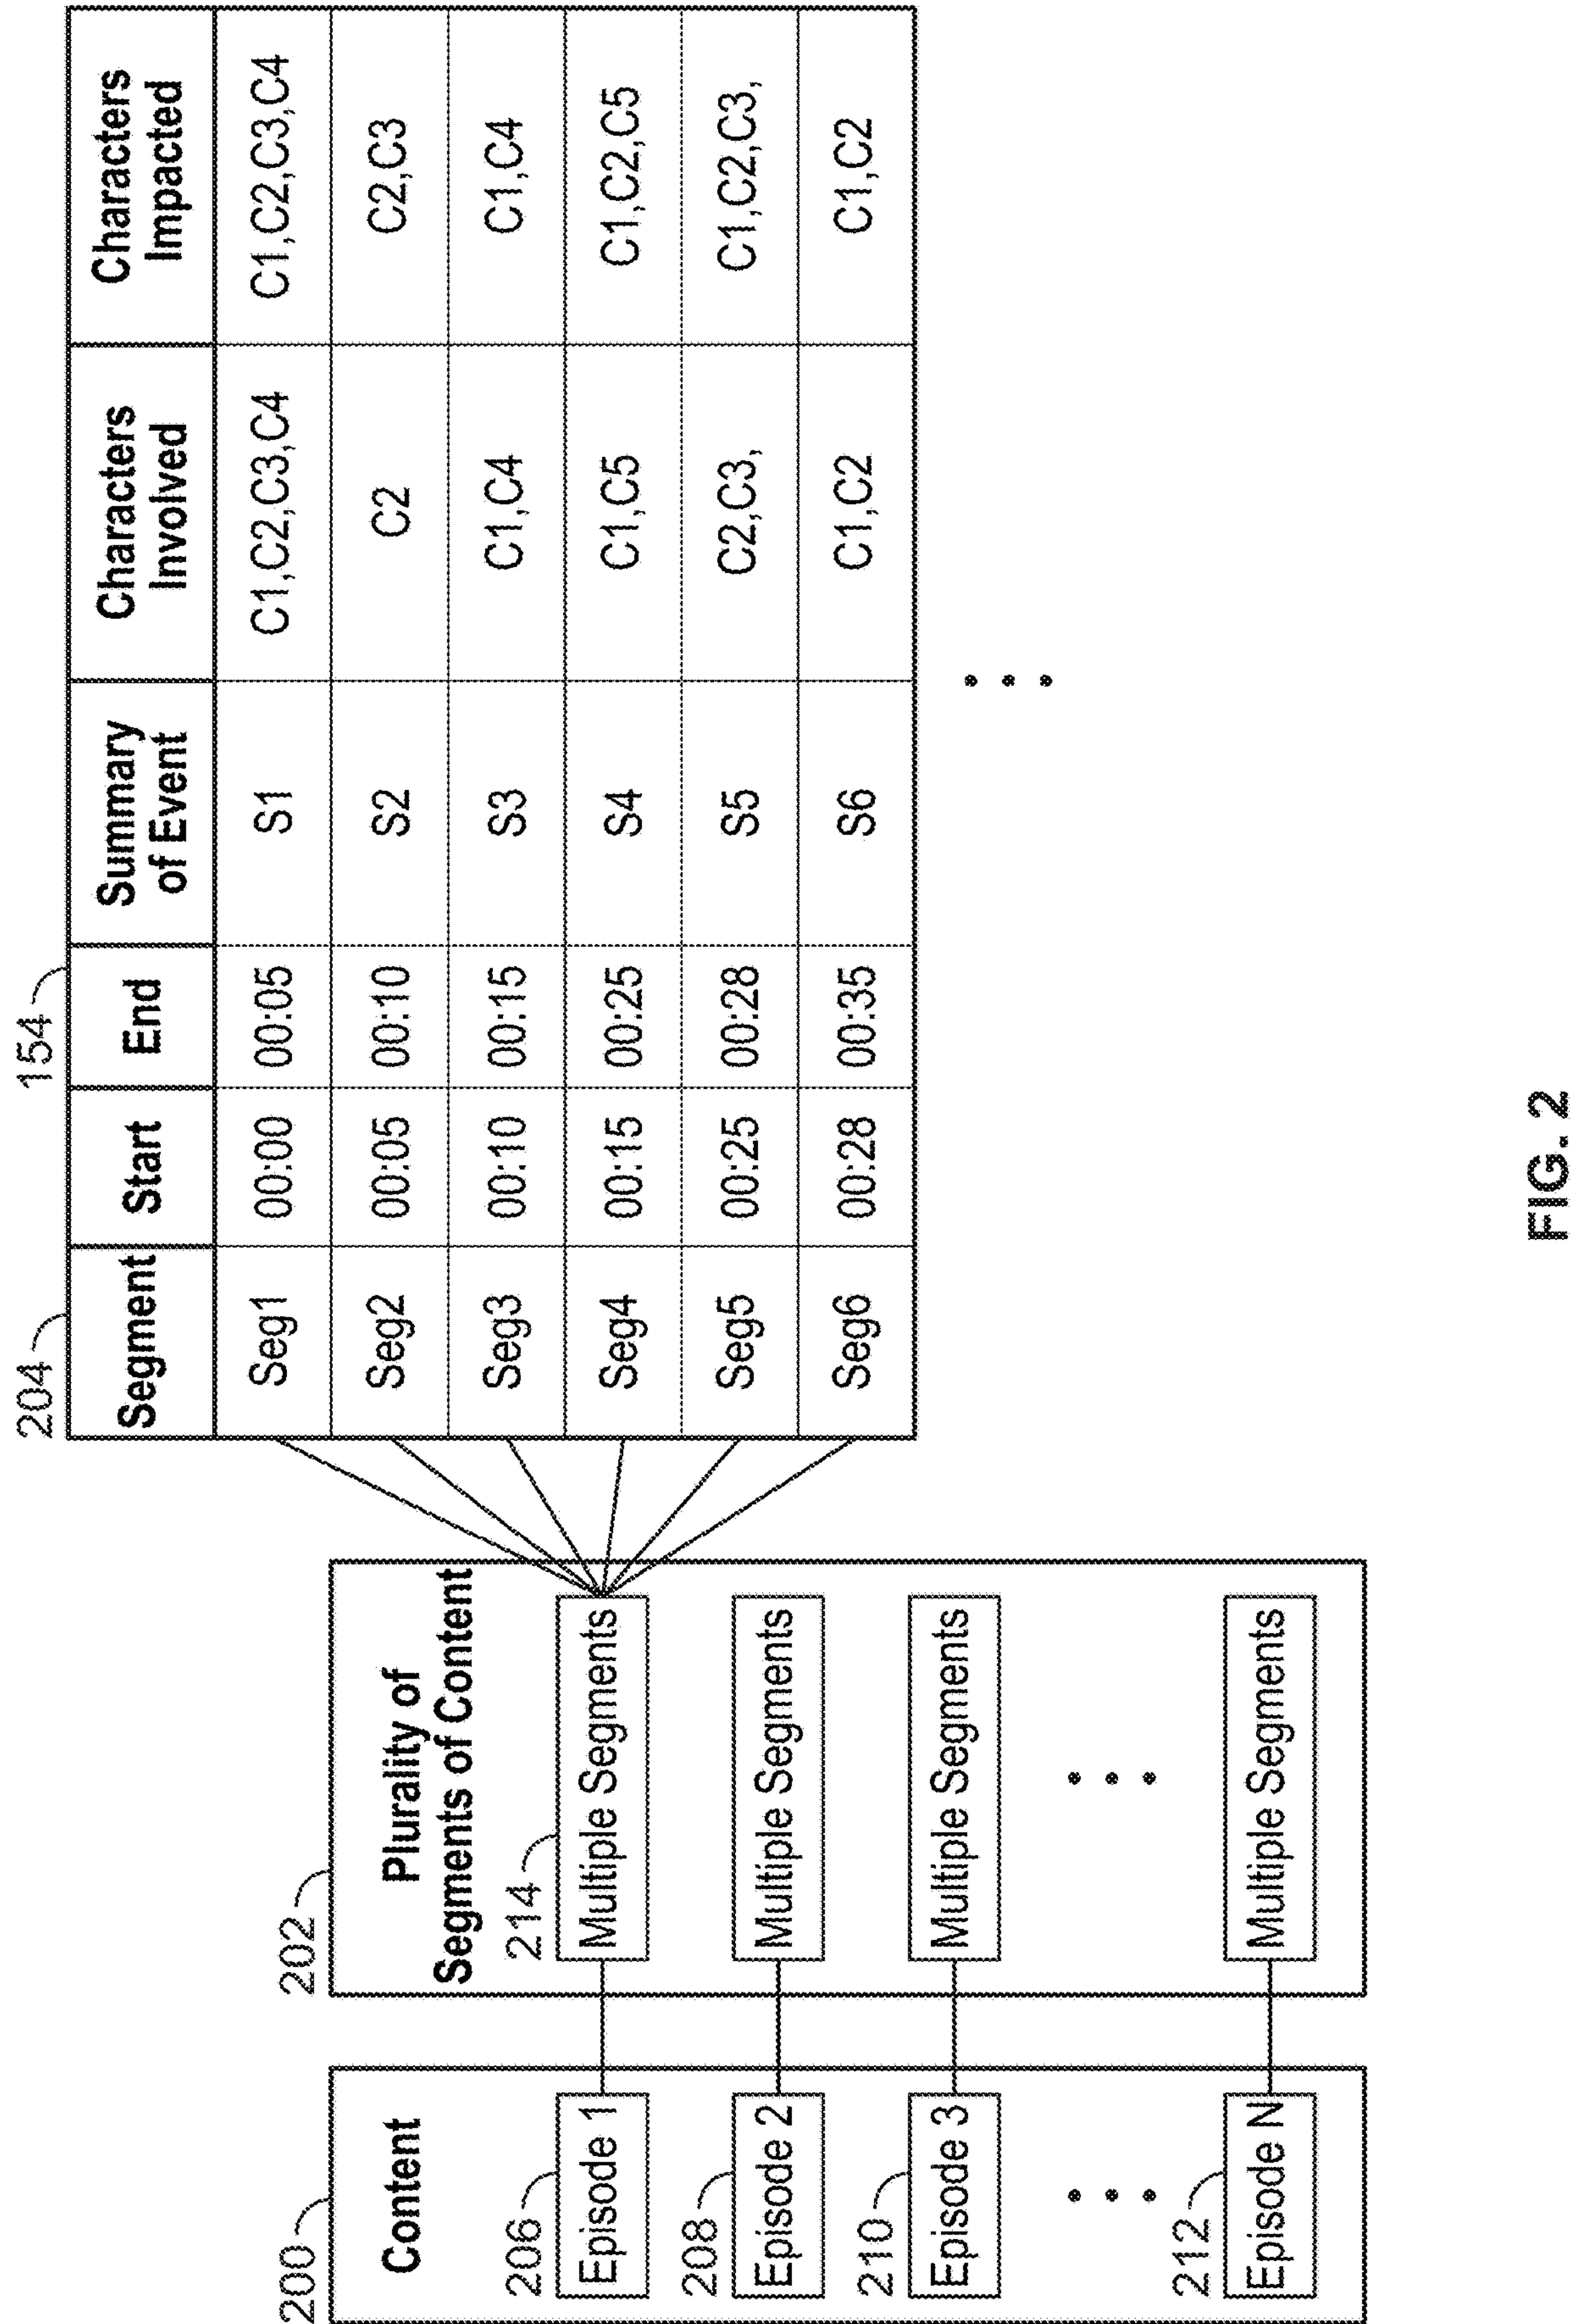 200
Content
206
Episode 1
208
Episode 2
210
Episode 3
212
Episode N
202
Plurality of
Segments of Content
214
Multiple Segments
Multiple Segments
Multiple Segments
Multiple Segments
204
154
Segment Start End Summary of Event Characters Involved Characters Impacted
Seg1 00:00 00:05 S1 C1,C2,C3,C4 C1,C2,C3,C4
Seg2 00:05 00:10 S2 C2 C2,C3
Seg3 00:10 00:15 S3 C1,C4 C1,C4
Seg4 00:15 00:25 S4 C1,C5 C1,C2,C5
Seg5 00:25 00:28 S5 C2,C3, C1,C2,C3,
Seg6 00:28 00:35 S6 C1,C2 C1,C2
FIG. 2